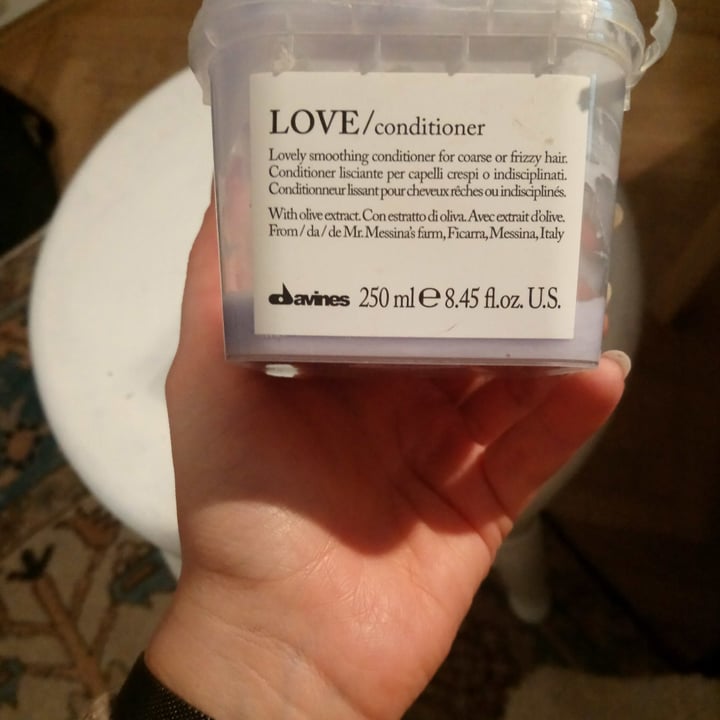 LOVE/conditioner
Lovely smoothing conditioner for coarse or frizzy hair.
Conditioner lisciante per capelli crespi o indisciplinati.
Conditionneur lissant pour cheveux rêches ou indisciplinés.
With olive extract. Con estratto di oliva. Avec extrait d'olive.
From / da / de Mr. Messina's farm, Ficarra, Messina, Italy
davines 250 ml ℮ 8.45 fl.oz. U.S.